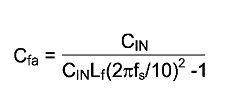 C_fa = C_IN / (C_IN L_f (2πf_s/10)^2 -1)